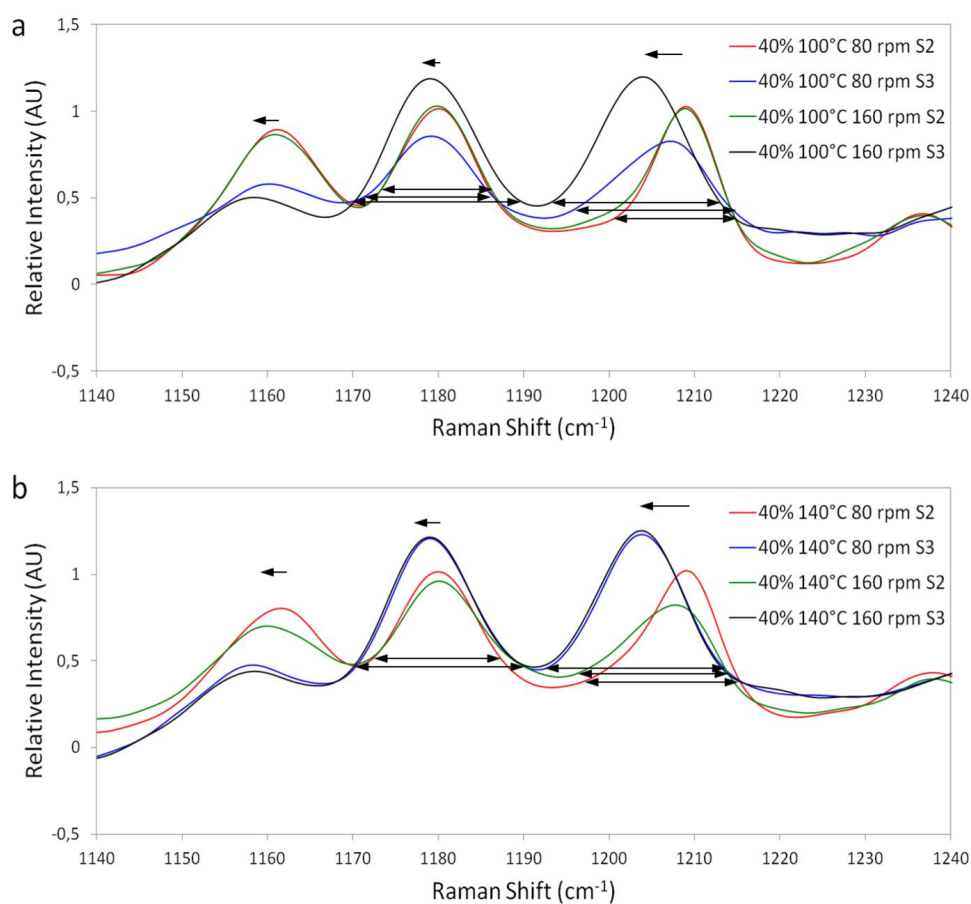 a
1,5
1
0,5
0
-0,5
Relative Intensity (AU)
40% 100°C 80 rpm S2
40% 100°C 80 rpm S3
40% 100°C 160 rpm S2
40% 100°C 160 rpm S3
1140 1150 1160 1170 1180 1190 1200 1210 1220 1230 1240
Raman Shift (cm⁻¹)
b
1,5
1
0,5
0
-0,5
Relative Intensity (AU)
40% 140°C 80 rpm S2
40% 140°C 80 rpm S3
40% 140°C 160 rpm S2
40% 140°C 160 rpm S3
1140 1150 1160 1170 1180 1190 1200 1210 1220 1230 1240
Raman Shift (cm⁻¹)